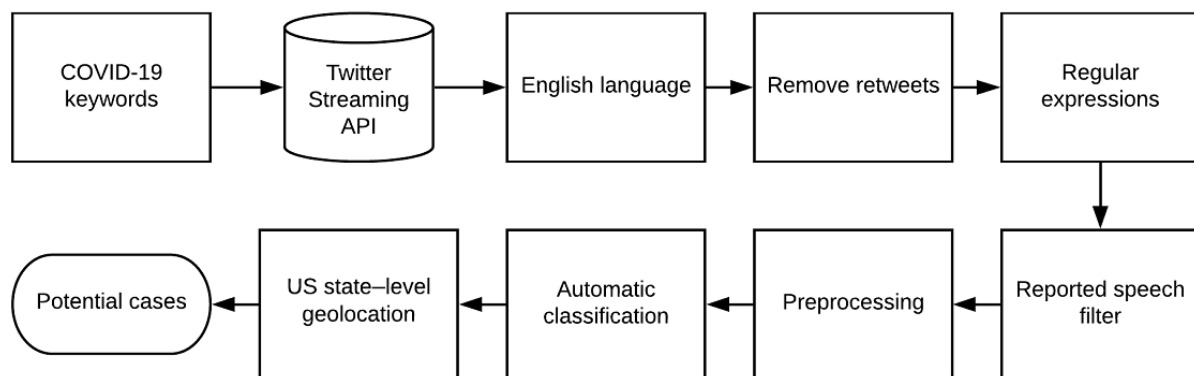 COVID-19
keywords
Twitter
Streaming
API
English language
Remove retweets
Regular
expressions
Potential cases
US state–level
geolocation
Automatic
classification
Preprocessing
Reported speech
filter